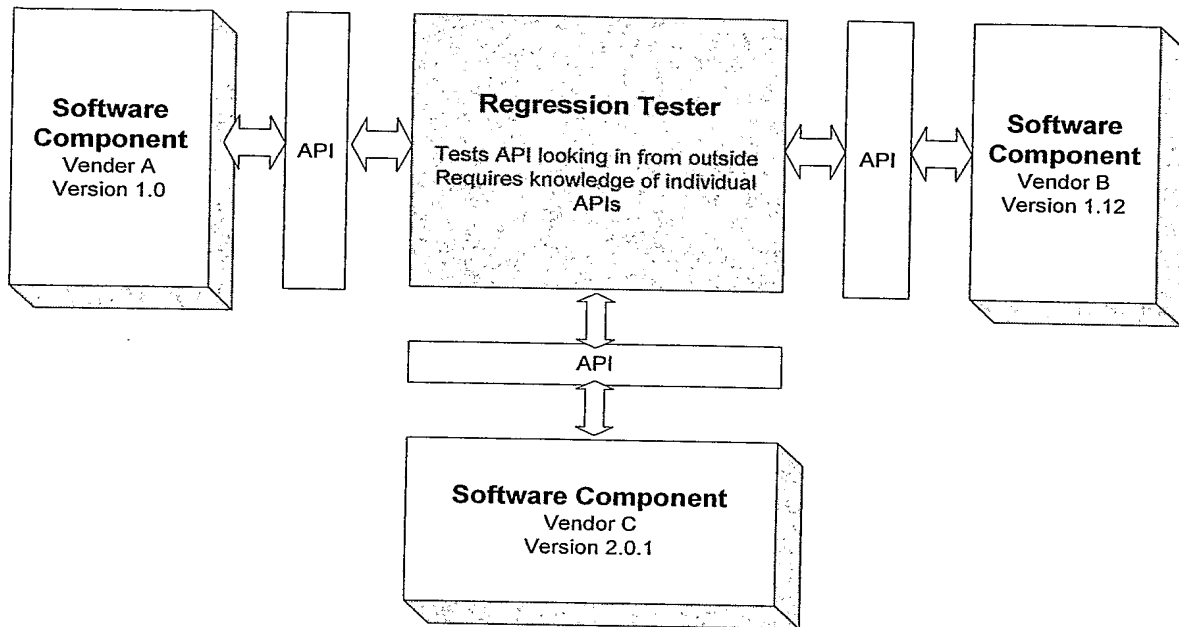 Software
Component
Vender A
Version 1.0
API
Regression Tester
Tests API looking in from outside
Requires knowledge of individual
APIs
API
Software
Component
Vendor B
Version 1.12
API
Software Component
Vendor C
Version 2.0.1